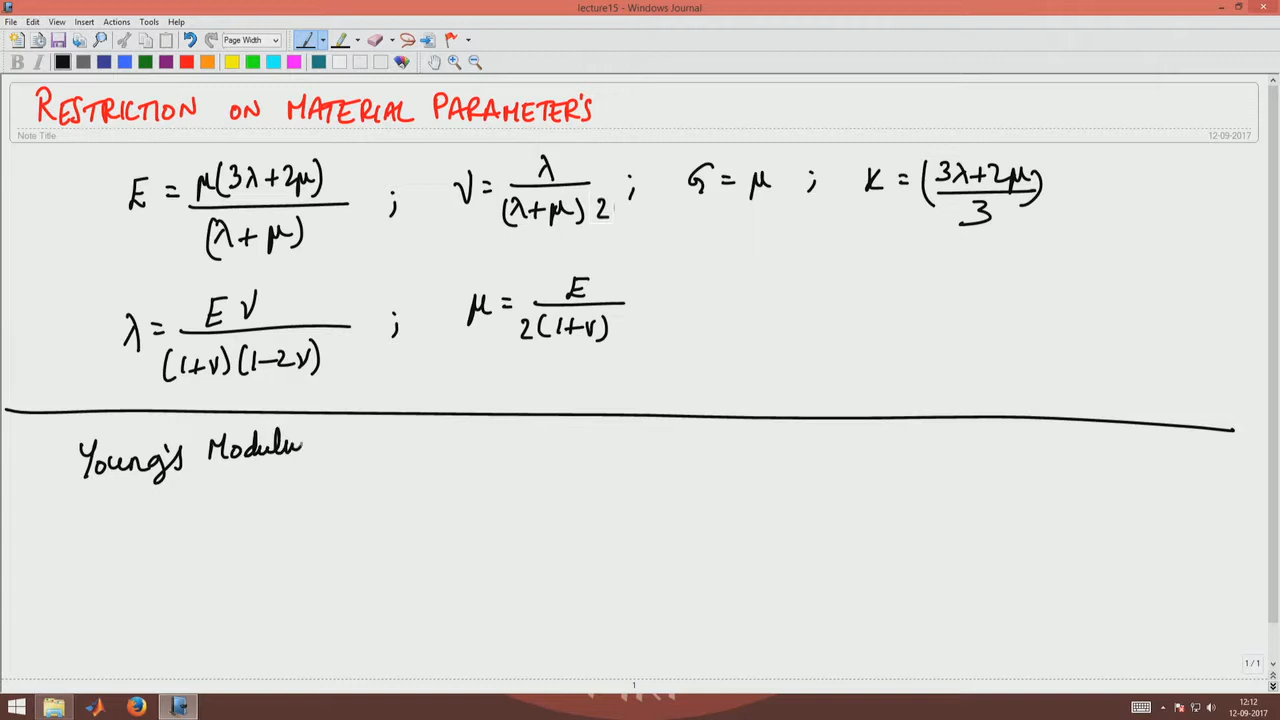 lecture15 - Windows Journal
File Edit View Insert Actions Tools Help
Page Width
B I
RESTRICTION ON MATERIAL PARAMETER'S
Note Title
12-09-2017
E = μ(3λ+2μ) / (λ+μ) ; ν = λ / (λ+μ) 2 ; G = μ ; K = (3λ+2μ / 3)
λ = E ν / (1+ν)(1-2ν) ; μ = E / 2(1+ν)
Young's Modulu
1/1
1
12:12
12-09-2017